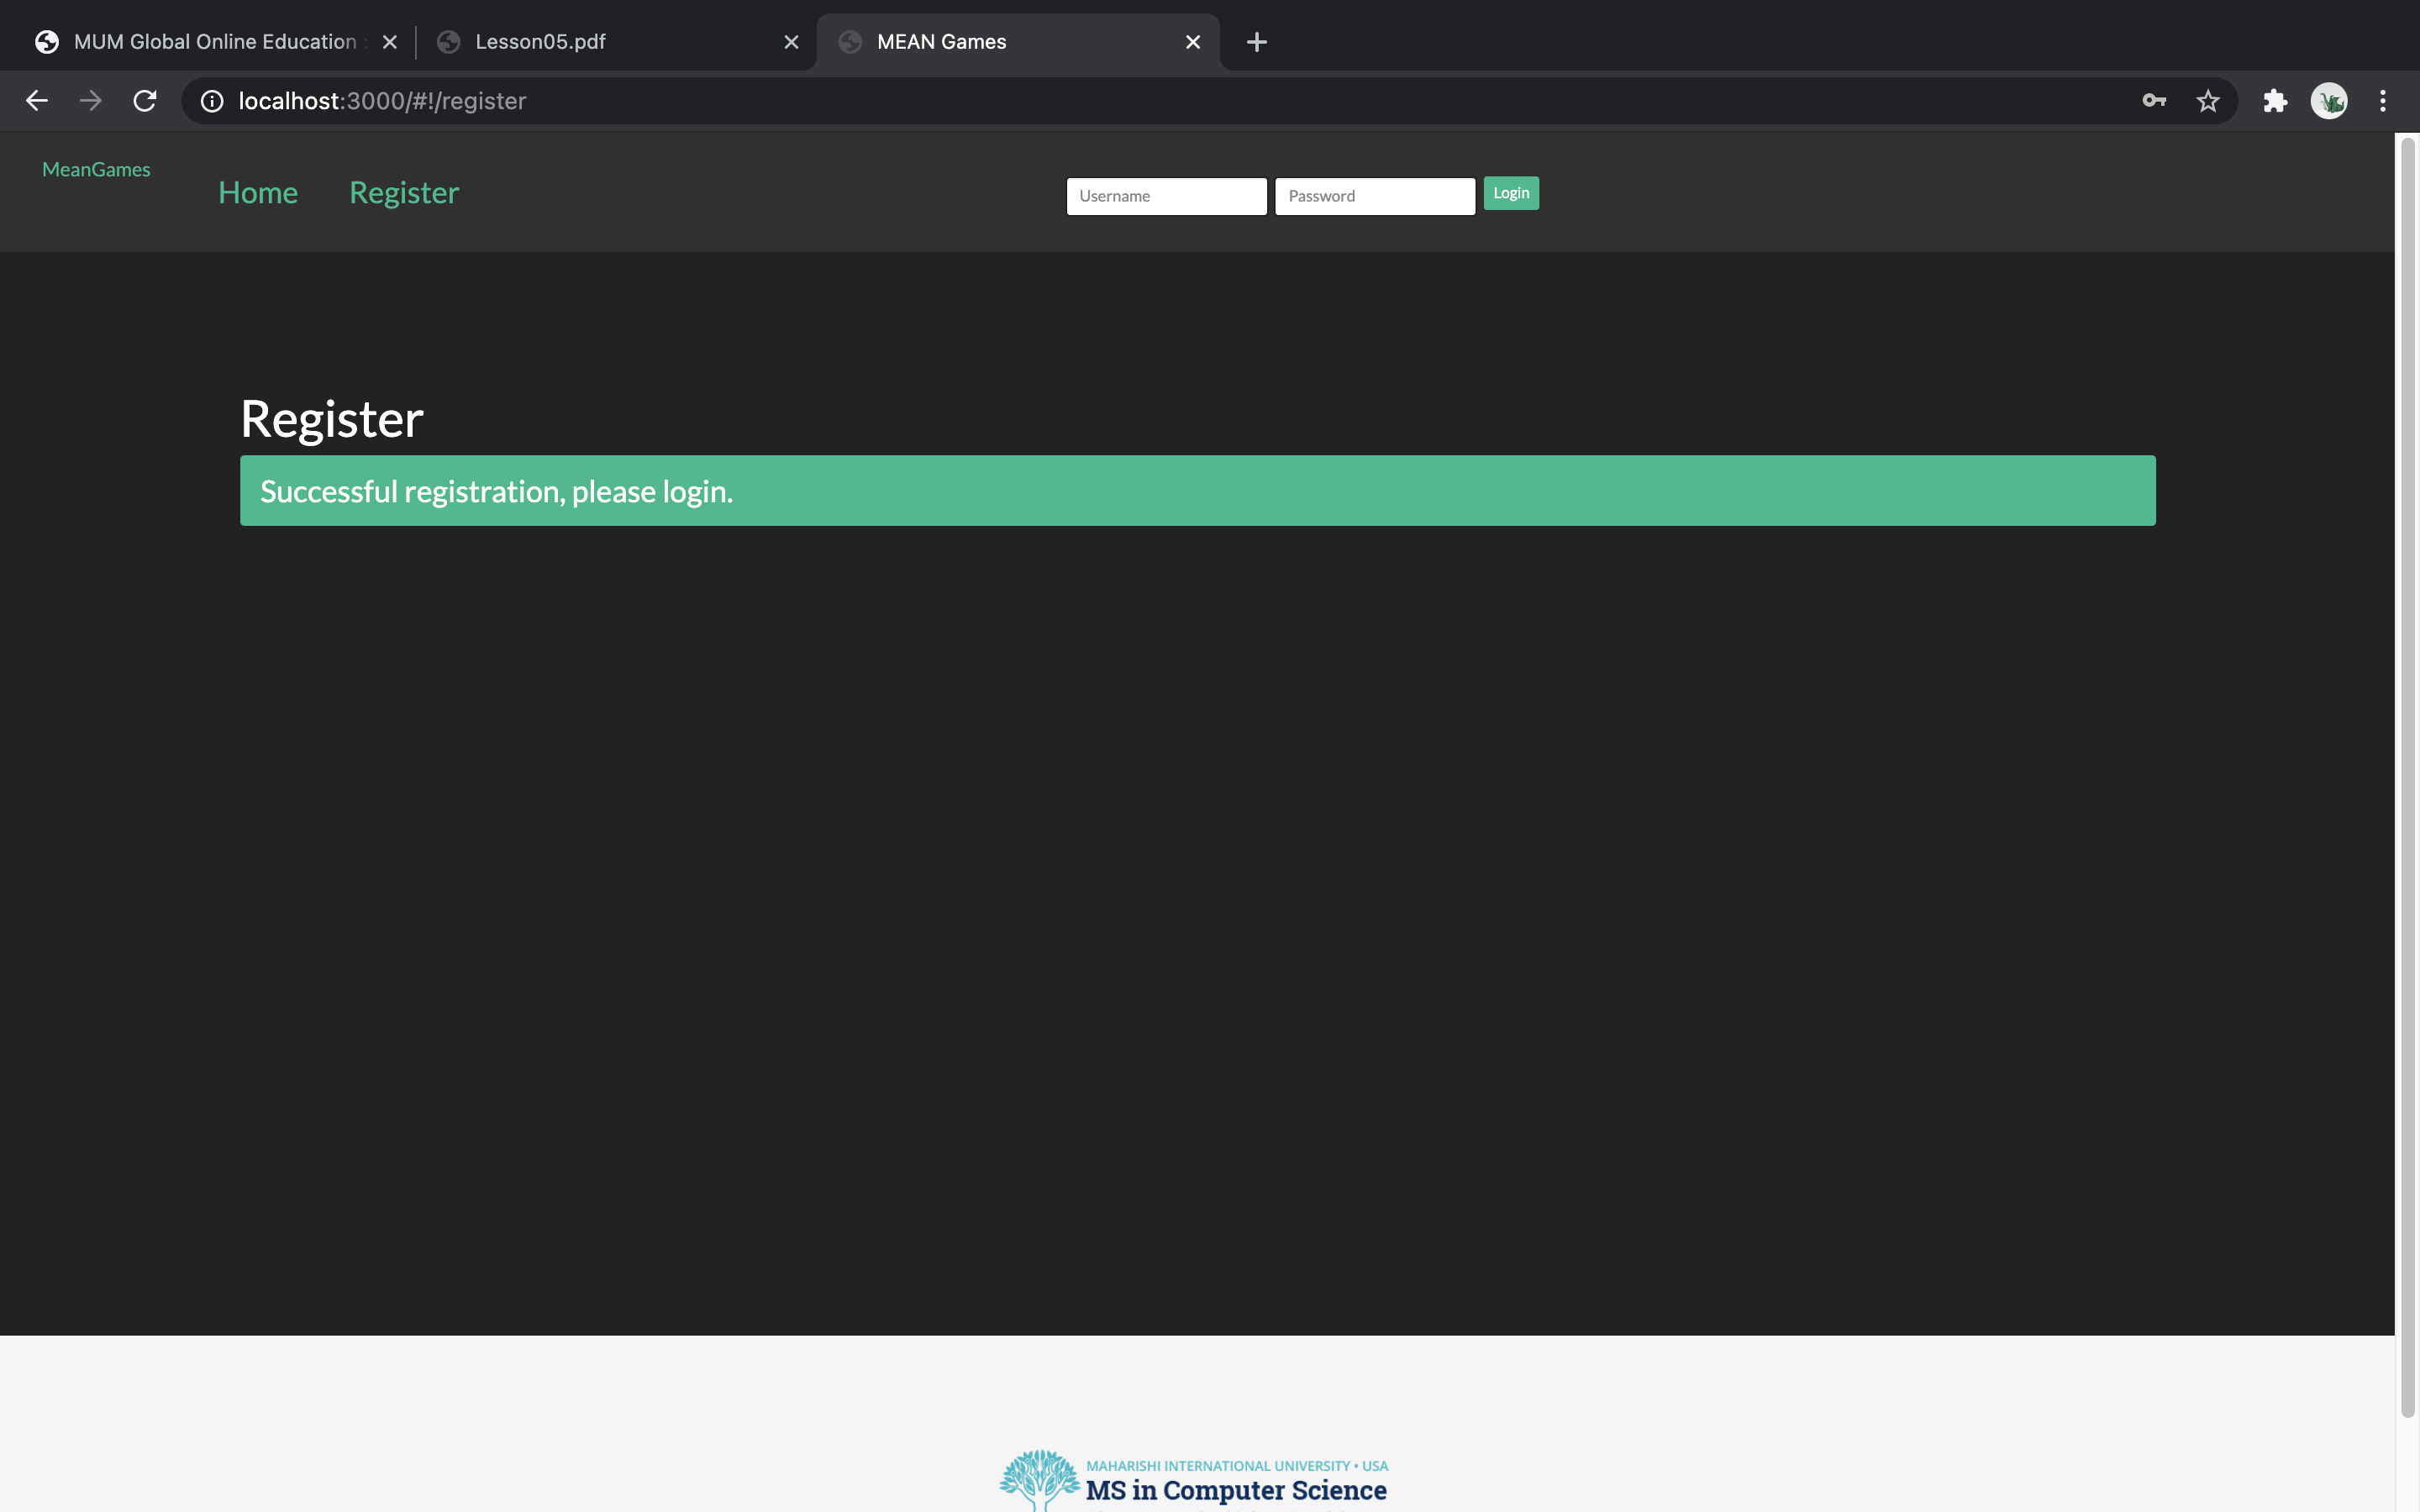 MUM Global Online Education
Lesson05.pdf
MEAN Games
localhost:3000/#!/register
MeanGames
Home
Register
Username
Password
Login
Register
Successful registration, please login.
MAHARISHI INTERNATIONAL UNIVERSITY • USA
MS in Computer Science